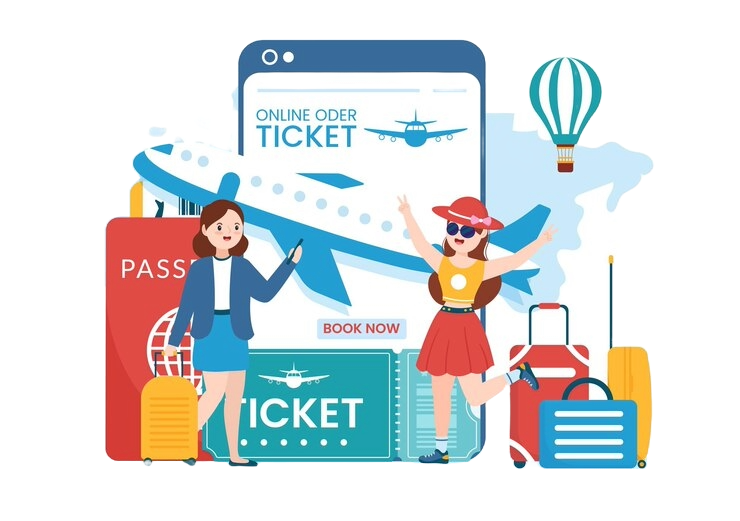 ONLINE ODER
TICKET
PASS
BOOK NOW
TICKET